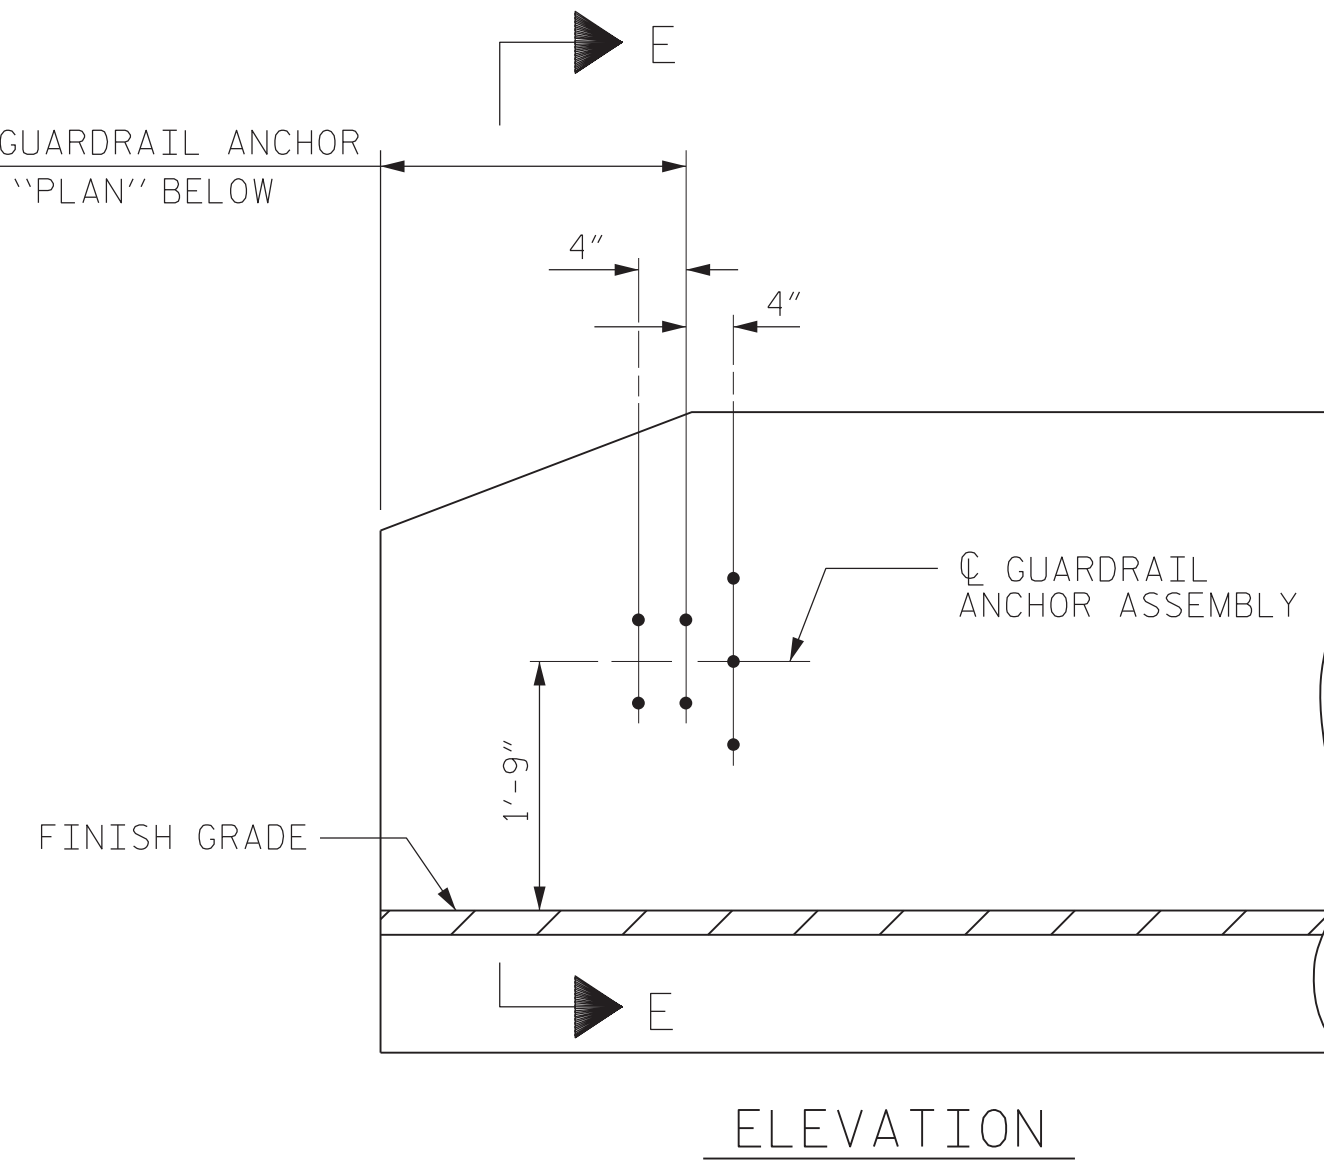 E
GUARDRAIL ANCHOR
"PLAN" BELOW
4"
4"
℄ GUARDRAIL
ANCHOR ASSEMBLY
1'-9"
FINISH GRADE
E
ELEVATION